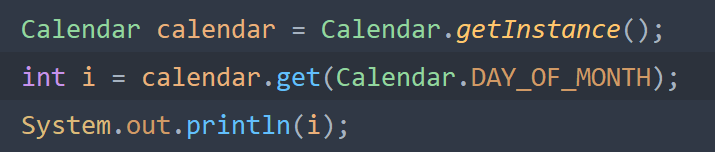 Calendar calendar = Calendar.getInstance();
int i = calendar.get(Calendar.DAY_OF_MONTH);
System.out.println(i);